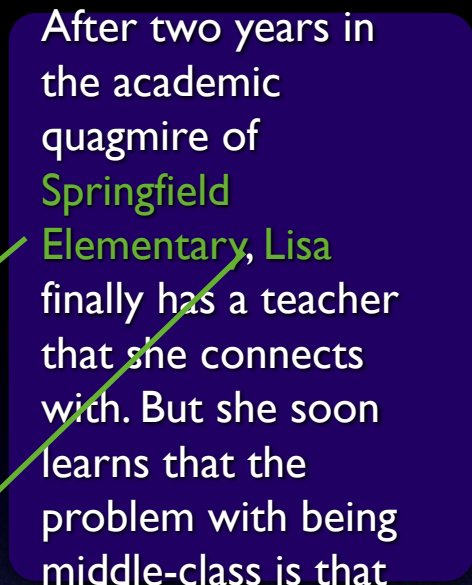 After two years in
the academic
quagmire of
Springfield
Elementary, Lisa
finally has a teacher
that she connects
with. But she soon
learns that the
problem with being
middle-class is that